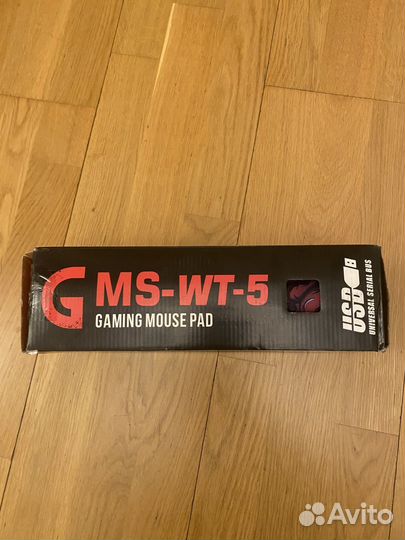 G MS-WT-5
GAMING MOUSE PAD
USB
UNIVERSAL SERIAL BUS
Avito